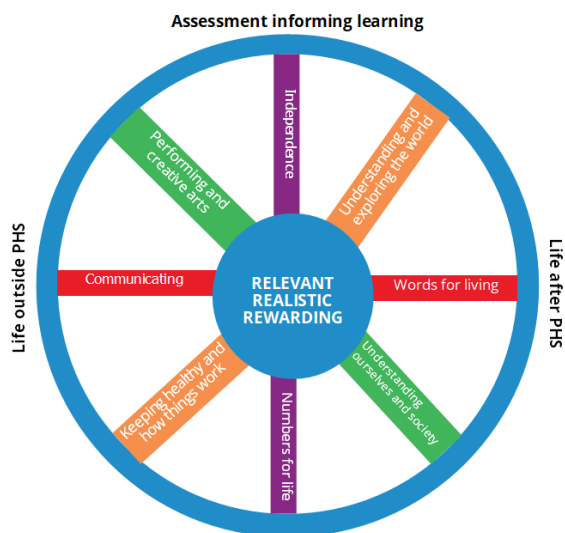 Assessment informing learning
Independence
Understanding and
exploring the world
Words for living
Understanding
ourselves and society
Numbers for life
Keeping healthy and
how things work
Communicating
Performing and
creative arts
RELEVANT
REALISTIC
REWARDING
Life outside PHS
Life after PHS